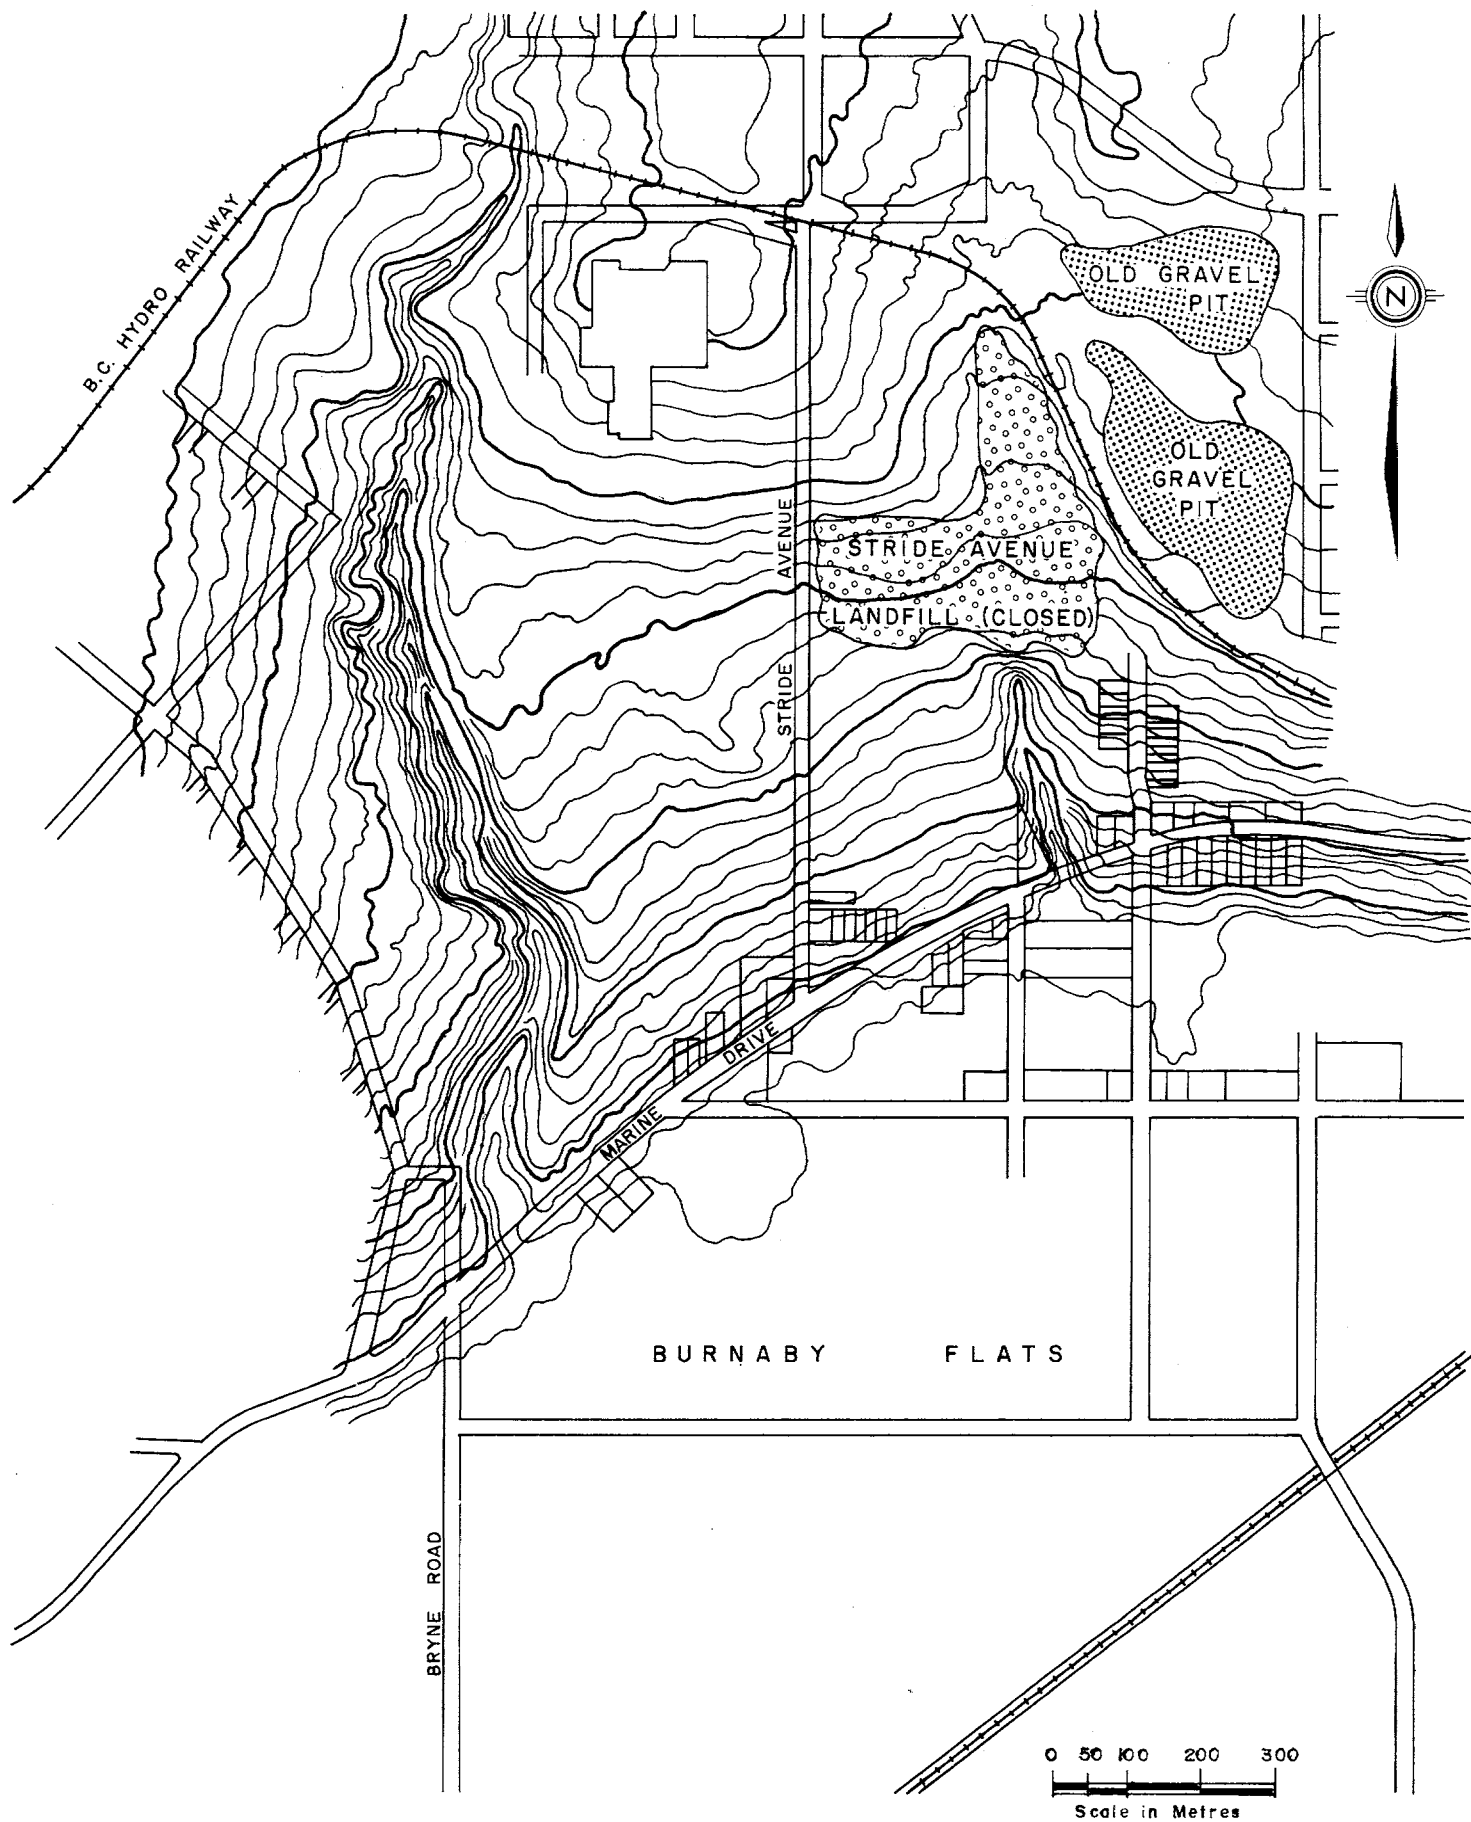 B.C. HYDRO RAILWAY
OLD GRAVEL
PIT
N
OLD
GRAVEL
PIT
STRIDE AVENUE
STRIDE AVENUE
LANDFILL (CLOSED)
MARINE DRIVE
BURNABY FLATS
BRYNE ROAD
0 50 100 200 300
Scale in Metres